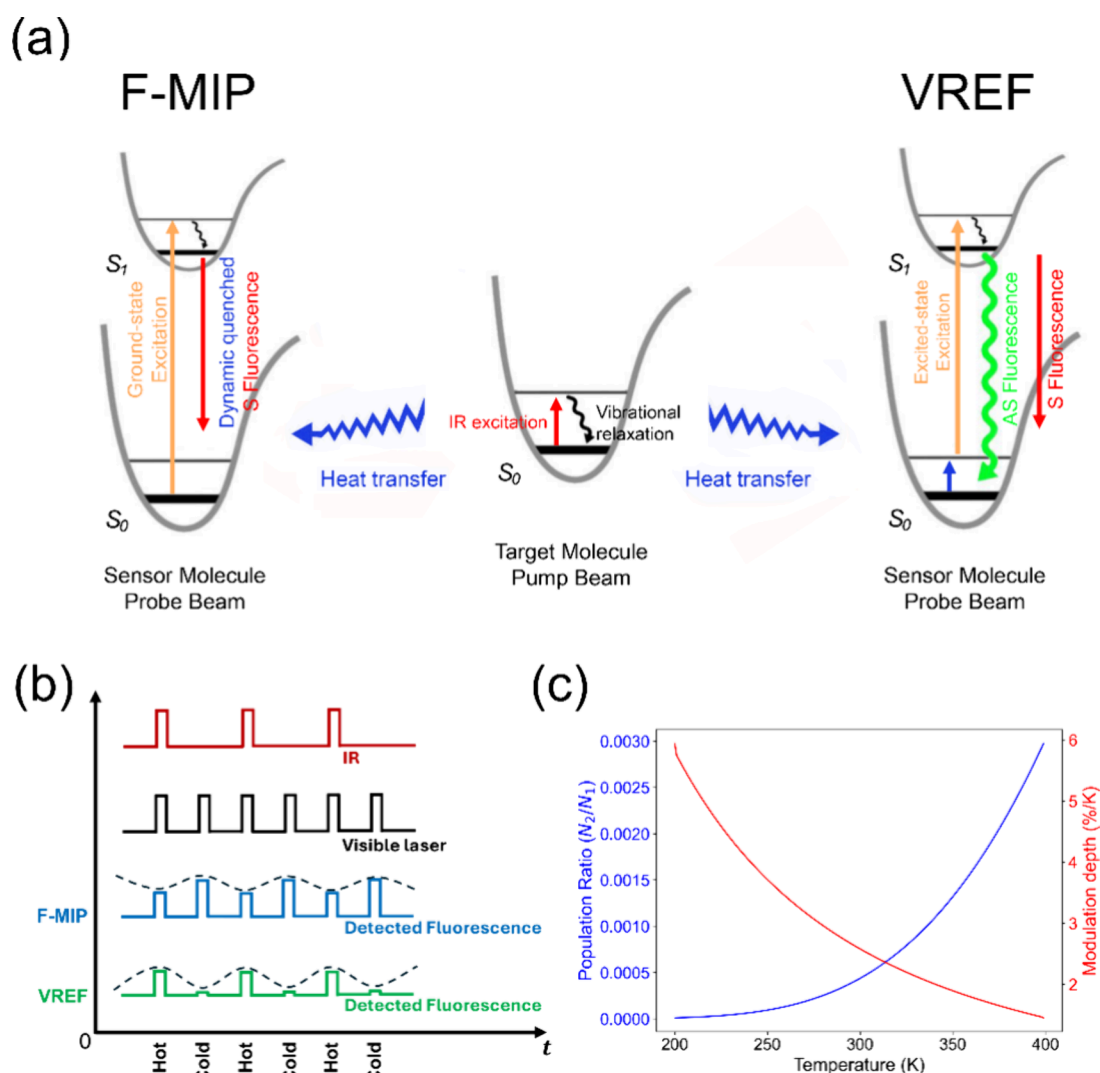 (a)
F-MIP
VREF
S1
Ground-state
Excitation
Dynamic quenched
S Fluorescence
S0
Sensor Molecule
Probe Beam
Heat transfer
IR excitation
Vibrational
relaxation
S0
Target Molecule
Pump Beam
Heat transfer
S1
Excited-state
Excitation
AS Fluorescence
S Fluorescence
S0
Sensor Molecule
Probe Beam
(b)
IR
Visible laser
F-MIP
Detected Fluorescence
VREF
Detected Fluorescence
0
t
Hot
Cold
Hot
Cold
Hot
Cold
(c)
Population Ratio (N2/N1)
0.0030
0.0025
0.0020
0.0015
0.0010
0.0005
0.0000
200
250
300
350
400
Temperature (K)
6
5
4
3
2
Modulation depth (%/K)